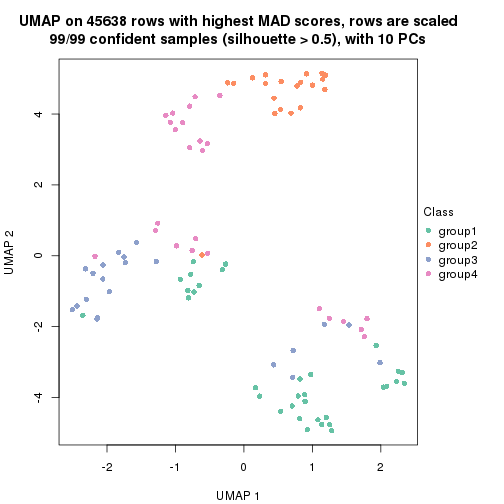 UMAP on 45638 rows with highest MAD scores, rows are scaled
99/99 confident samples (silhouette > 0.5), with 10 PCs
4
2
0
-2
-4
UMAP 2
-2
-1
0
1
2
UMAP 1
Class
group1
group2
group3
group4